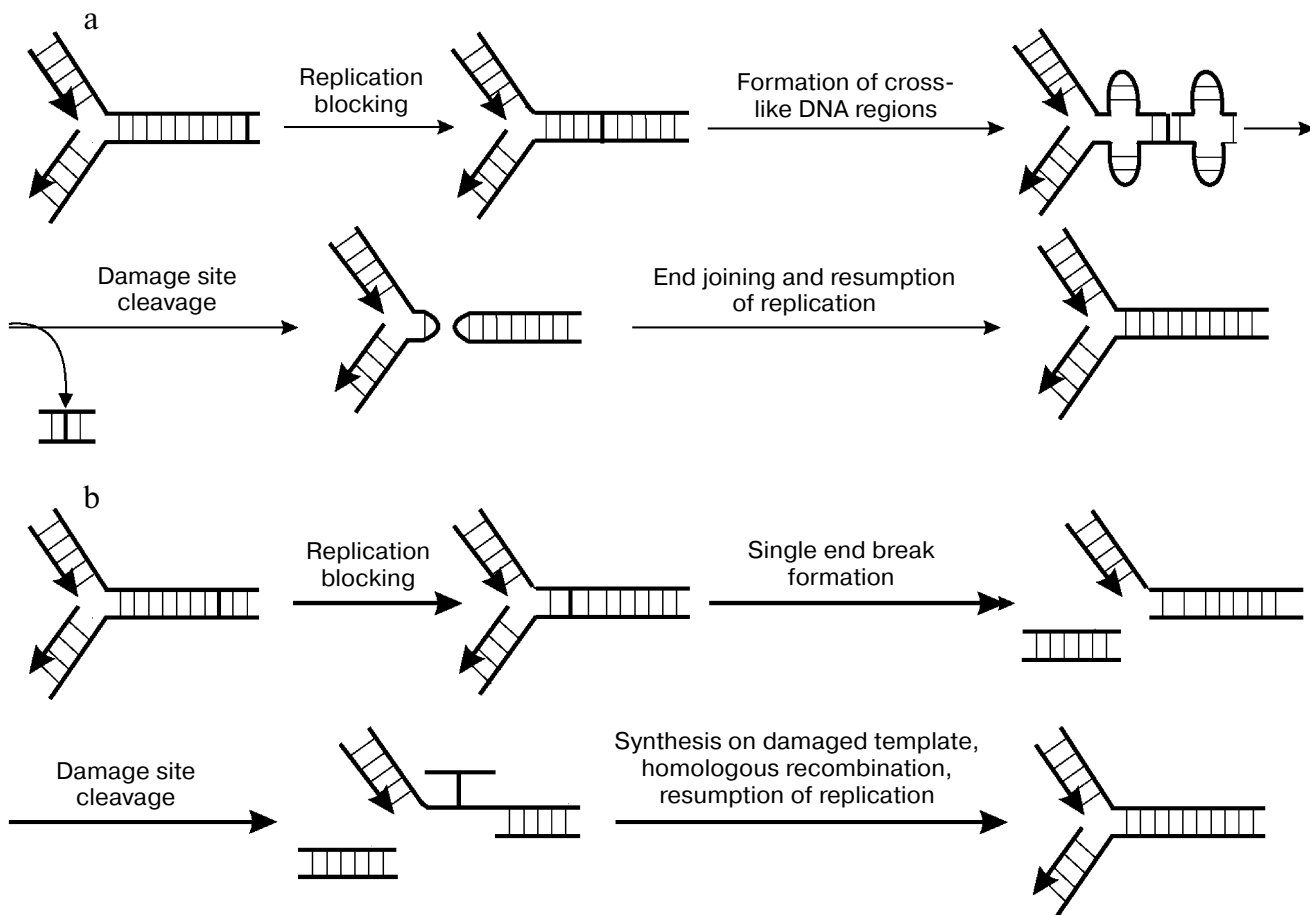 a
Replication
blocking
Formation of cross-
like DNA regions
Damage site
cleavage
End joining and resumption
of replication
b
Replication
blocking
Single end break
formation
Damage site
cleavage
Synthesis on damaged template,
homologous recombination,
resumption of replication